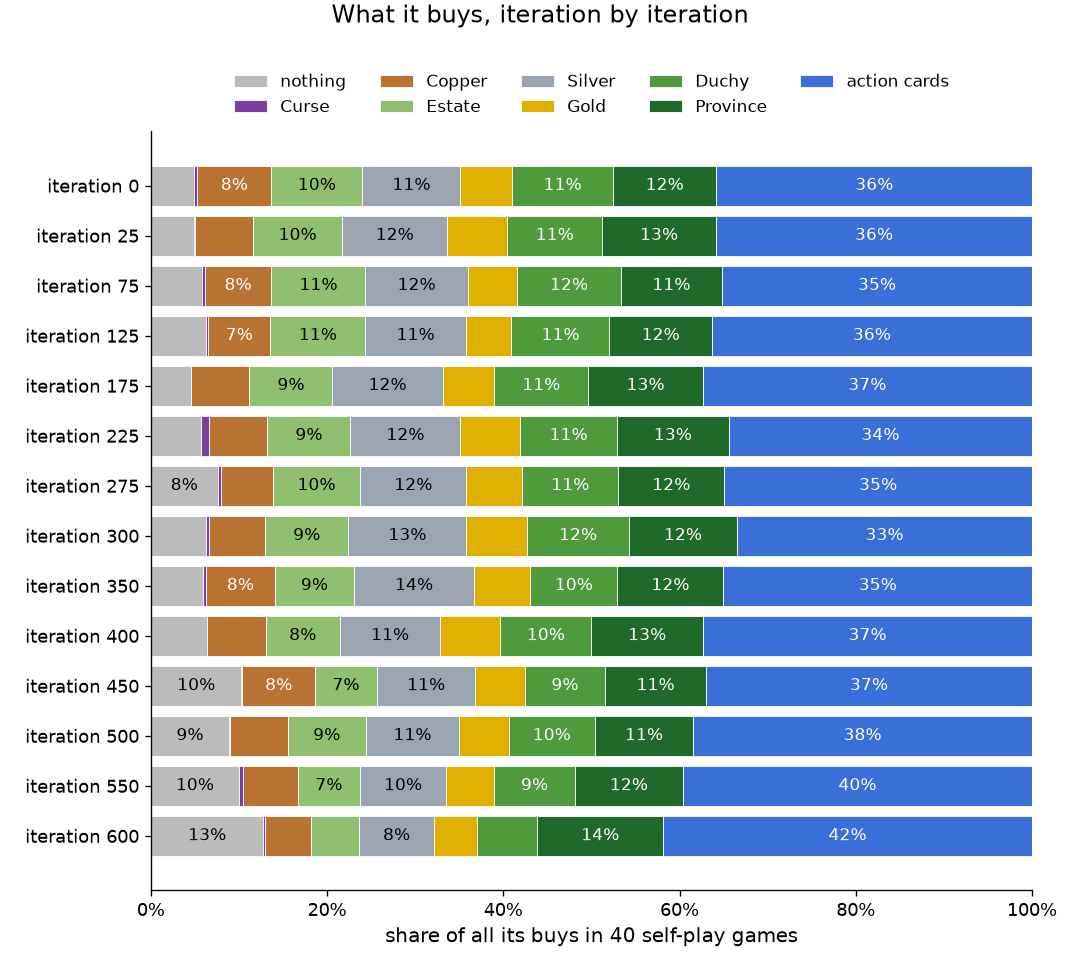 What it buys, iteration by iteration
nothing Copper Silver Duchy action cards
Curse Estate Gold Province
iteration 0 8% 10% 11% 11% 12% 36%
iteration 25 10% 12% 11% 13% 36%
iteration 75 8% 11% 12% 12% 11% 35%
iteration 125 7% 11% 11% 11% 12% 36%
iteration 175 9% 12% 11% 13% 37%
iteration 225 9% 12% 11% 13% 34%
iteration 275 8% 10% 12% 11% 12% 35%
iteration 300 9% 13% 12% 12% 33%
iteration 350 8% 9% 14% 10% 12% 35%
iteration 400 8% 11% 10% 13% 37%
iteration 450 10% 8% 7% 11% 9% 11% 37%
iteration 500 9% 9% 11% 10% 11% 38%
iteration 550 10% 7% 10% 9% 12% 40%
iteration 600 13% 8% 14% 42%
0% 20% 40% 60% 80% 100%
share of all its buys in 40 self-play games